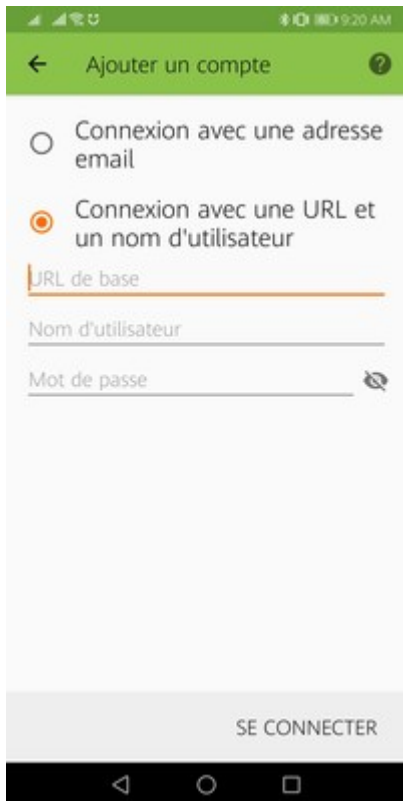 9:20 AM
Ajouter un compte
Connexion avec une adresse
email
Connexion avec une URL et
un nom d'utilisateur
URL de base
Nom d'utilisateur
Mot de passe
SE CONNECTER